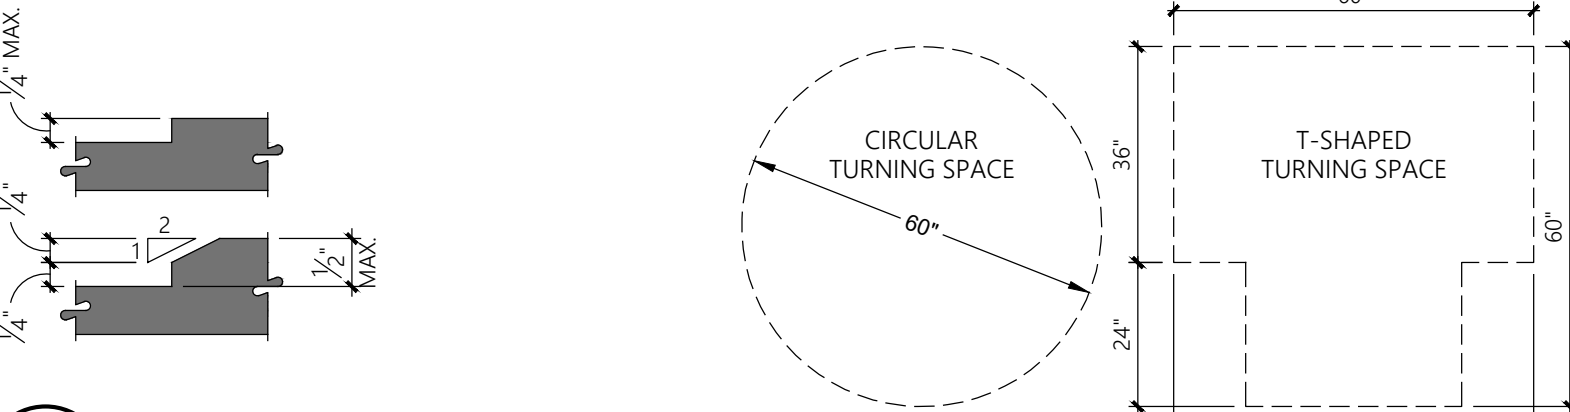 1/4" MAX.
1/4"
2
1
1/4"
1/2"
MAX.
CIRCULAR
TURNING SPACE
60"
36"
24"
T-SHAPED
TURNING SPACE
60"